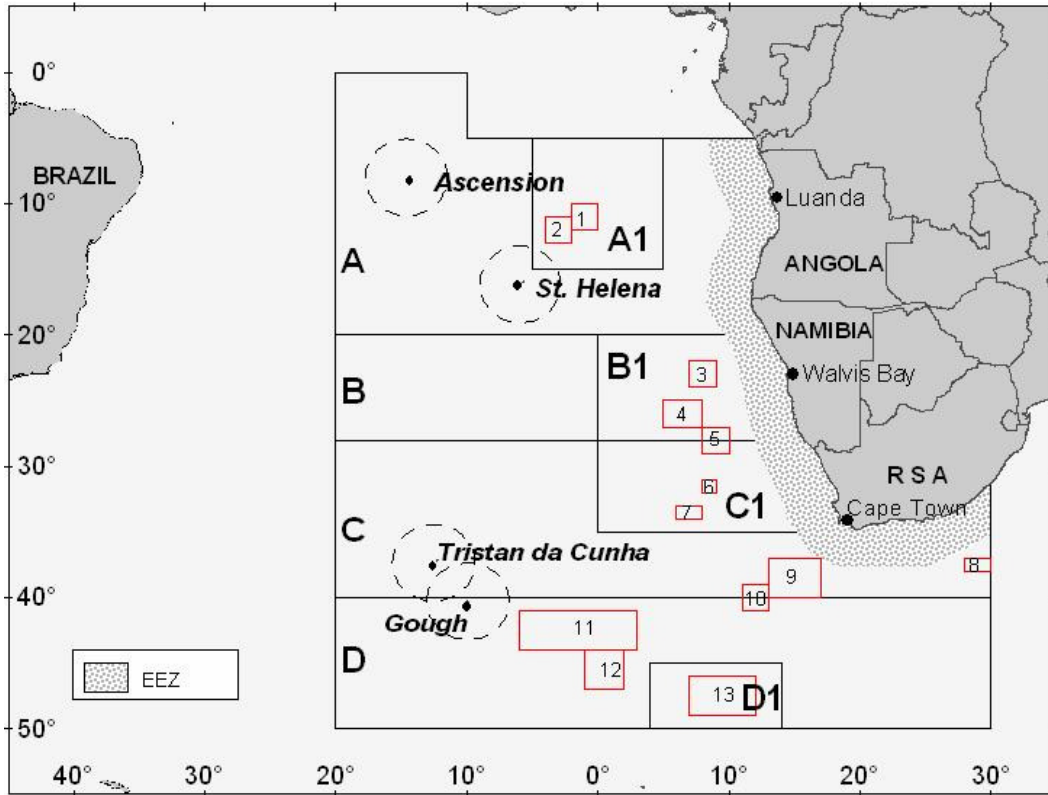 0°
BRAZIL
Ascension
10°
Luanda
1
2
A1
A
ANGOLA
St. Helena
20°
NAMIBIA
B1
3
Walvis Bay
B
4
5
30°
R S A
6
C1
7
Cape Town
C
Tristan da Cunha
8
9
40°
10
Gough
11
D
12
EEZ
13
D1
50°
40°
30°
20°
10°
0°
10°
20°
30°